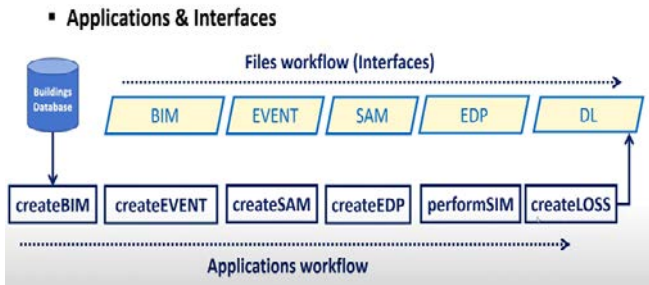 ▪ Applications & Interfaces
Files workflow (Interfaces)
Buildings
Database
BIM EVENT SAM EDP DL
createBIM createEVENT createSAM createEDP performSIM createLOSS
Applications workflow